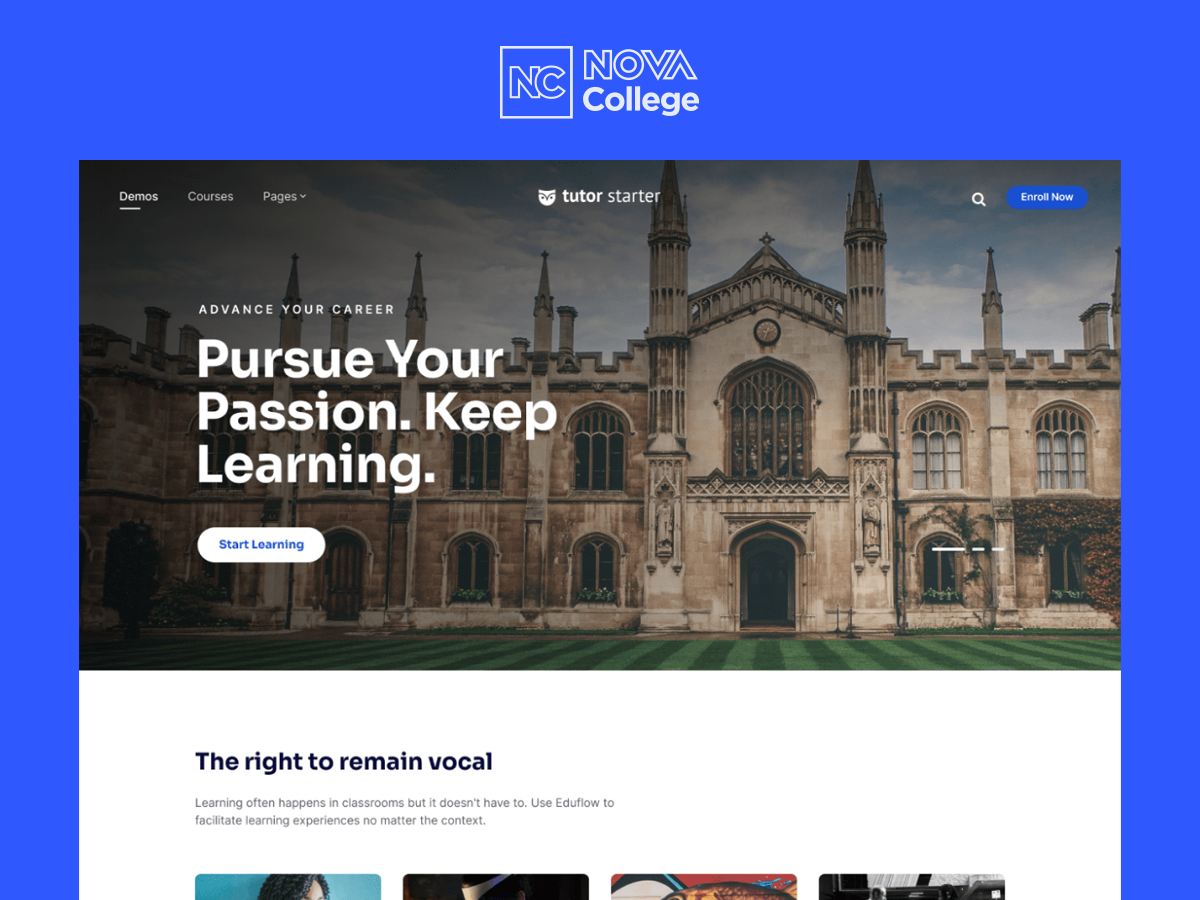 NC
NOVA
College
Demos Courses Pages tutor starter Enroll Now
ADVANCE YOUR CAREER
Pursue Your
Passion. Keep
Learning.
Start Learning
The right to remain vocal
Learning often happens in classrooms but it doesn't have to. Use Eduflow to
facilitate learning experiences no matter the context.